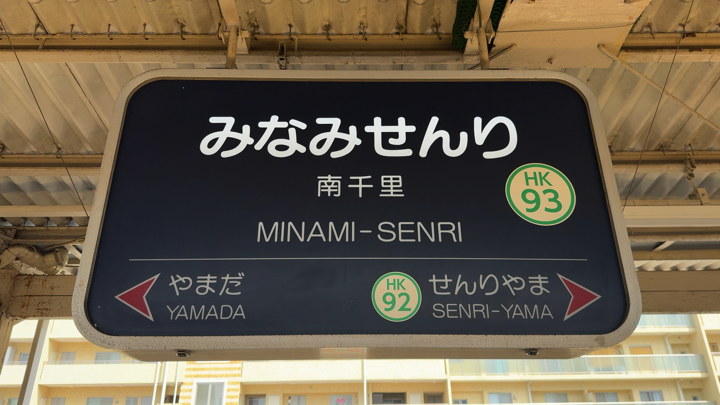 みなみせんり
南千里
HK
93
MINAMI-SENRI
やまだ
YAMADA
HK
92
せんりやま
SENRI-YAMA